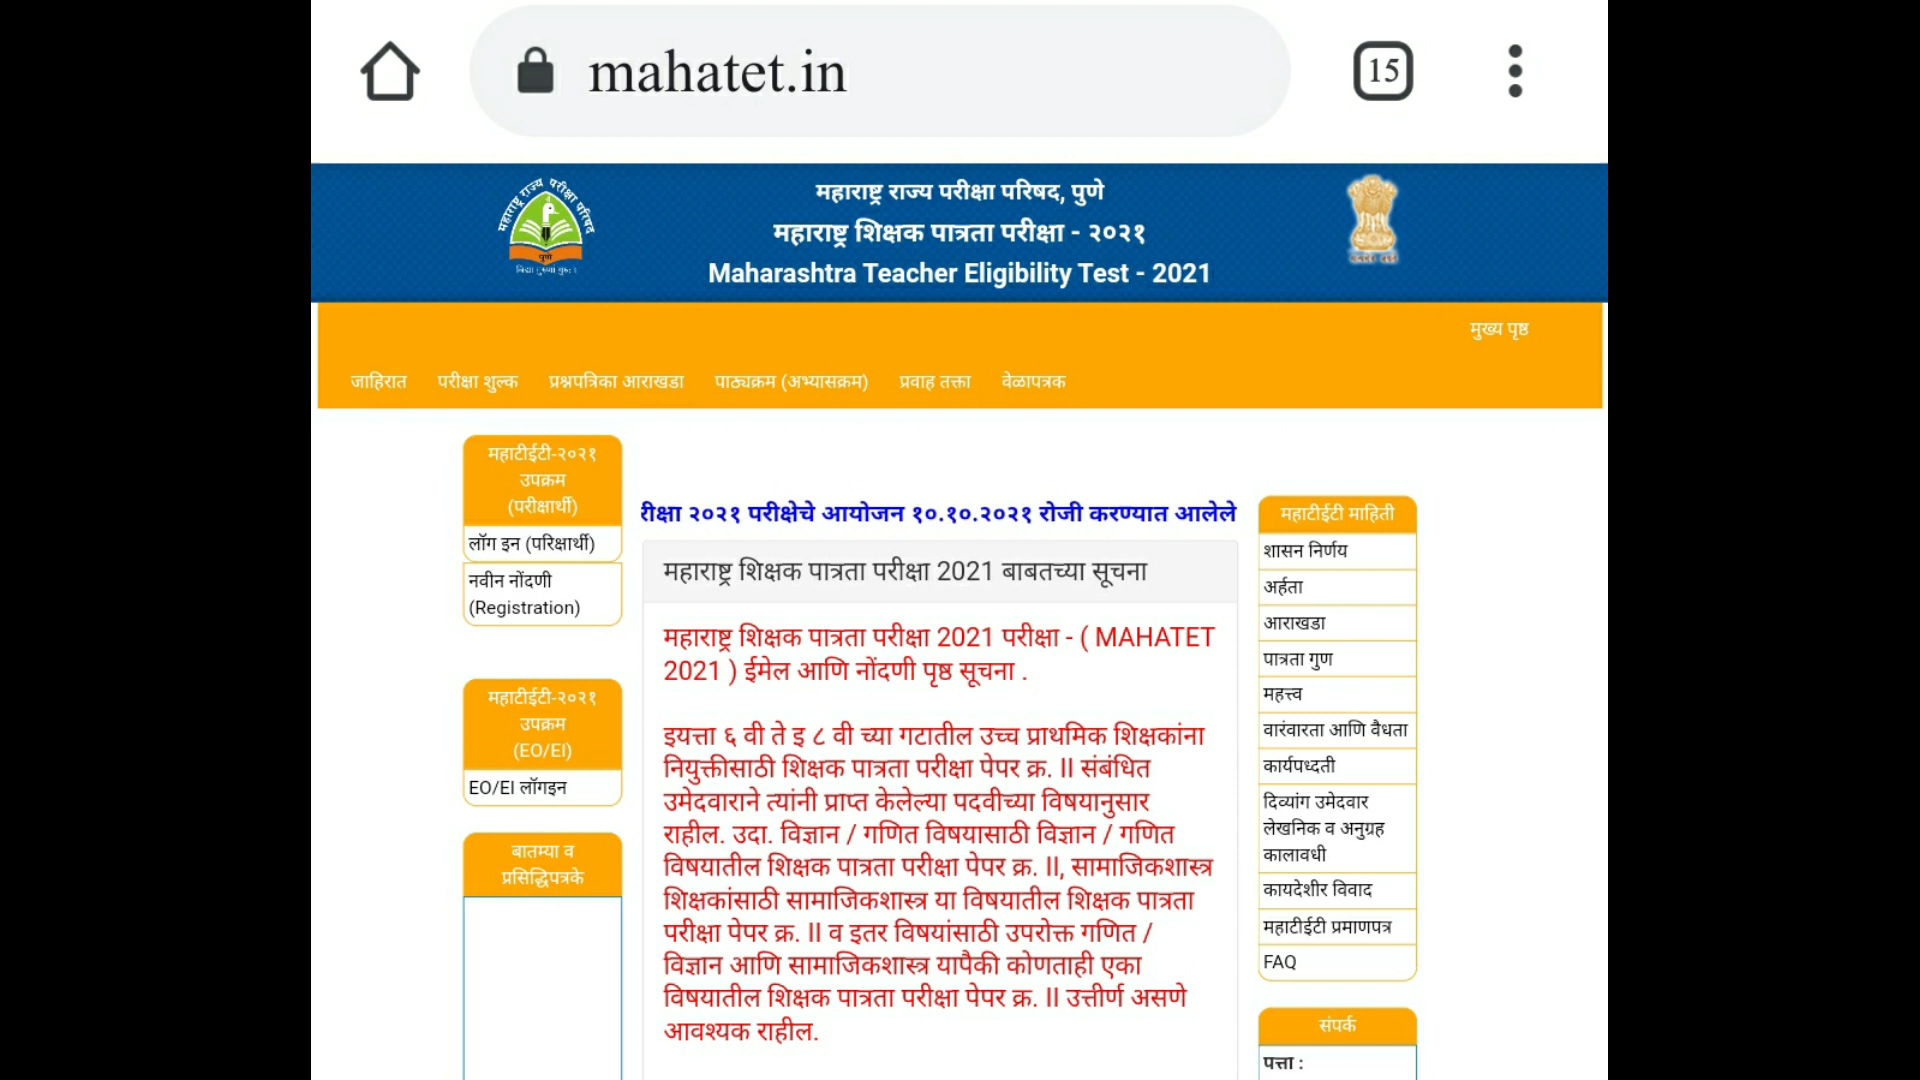 mahatet.in
15
महाराष्ट्र राज्य परीक्षा परिषद
पुणे
महाराष्ट्र राज्य परीक्षा परिषद, पुणे
महाराष्ट्र शिक्षक पात्रता परीक्षा - २०२१
Maharashtra Teacher Eligibility Test - 2021
मुख्य पृष्ठ
जाहिरात परीक्षा शुल्क प्रश्नपत्रिका आराखडा पाठ्यक्रम (अभ्यासक्रम) प्रवाह तक्ता वेळापत्रक
महाटीईटी-२०२१
उपक्रम
(परीक्षार्थी)
लॉग इन (परिक्षार्थी)
नवीन नोंदणी
(Registration)
महाटीईटी-२०२१
उपक्रम
(EO/EI)
EO/EI लॉगइन
बातम्या व
प्रसिद्धिपत्रके
रीक्षा २०२१ परीक्षेचे आयोजन १०.१०.२०२१ रोजी करण्यात आलेले
महाराष्ट्र शिक्षक पात्रता परीक्षा 2021 बाबतच्या सूचना
महाराष्ट्र शिक्षक पात्रता परीक्षा 2021 परीक्षा - ( MAHATET
2021 ) ईमेल आणि नोंदणी पृष्ठ सूचना .
इयत्ता ६ वी ते इ ८ वी च्या गटातील उच्च प्राथमिक शिक्षकांना
नियुक्तीसाठी शिक्षक पात्रता परीक्षा पेपर क्र. II संबंधित
उमेदवाराने त्यांनी प्राप्त केलेल्या पदवीच्या विषयानुसार
राहील. उदा. विज्ञान / गणित विषयासाठी विज्ञान / गणित
विषयातील शिक्षक पात्रता परीक्षा पेपर क्र. II, सामाजिकशास्त्र
शिक्षकांसाठी सामाजिकशास्त्र या विषयातील शिक्षक पात्रता
परीक्षा पेपर क्र. II व इतर विषयांसाठी उपरोक्त गणित /
विज्ञान आणि सामाजिकशास्त्र यापैकी कोणताही एका
विषयातील शिक्षक पात्रता परीक्षा पेपर क्र. II उत्तीर्ण असणे
आवश्यक राहील.
महाटीईटी माहिती
शासन निर्णय
अर्हता
आराखडा
पात्रता गुण
महत्त्व
वारंवारता आणि वैधता
कार्यपध्दती
दिव्यांग उमेदवार
लेखनिक व अनुग्रह
कालावधी
कायदेशीर विवाद
महाटीईटी प्रमाणपत्र
FAQ
संपर्क
पत्ता :